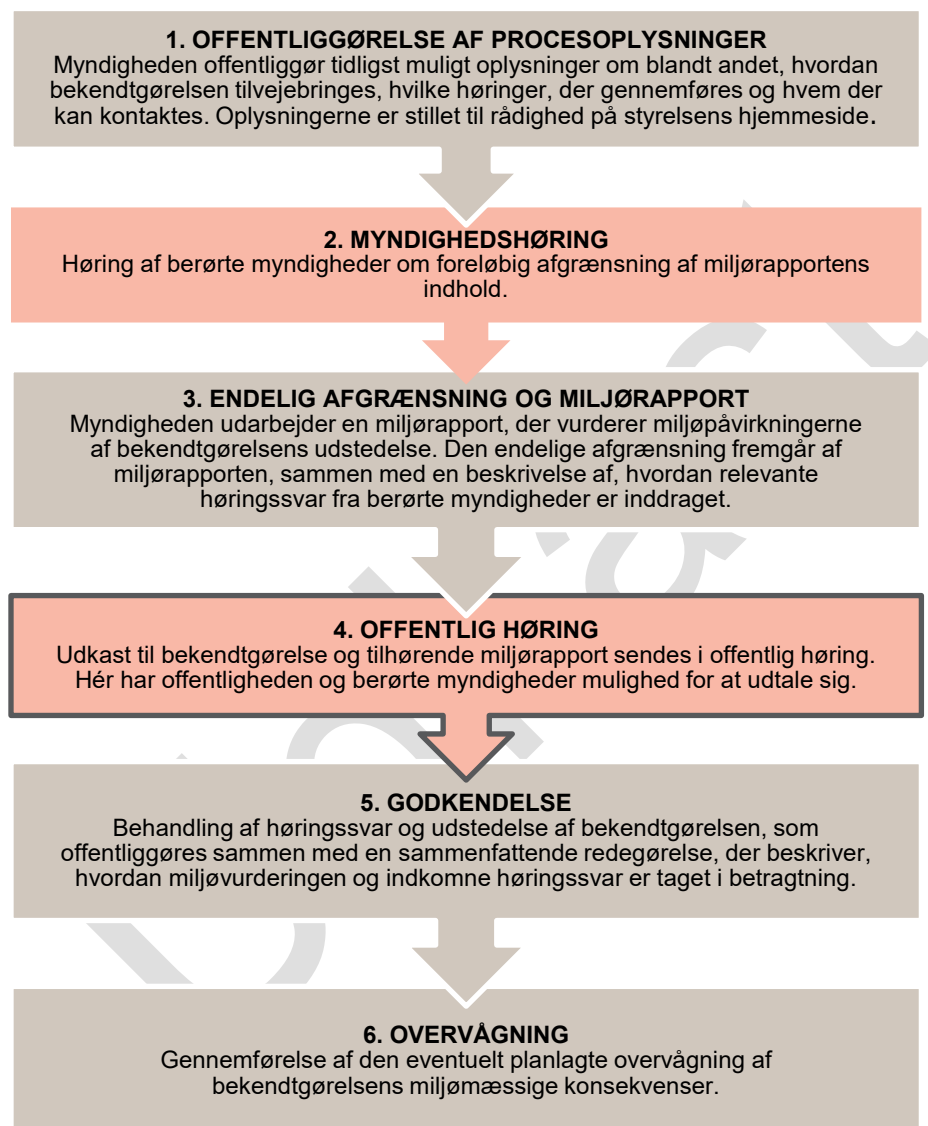 1. OFFENTLIGGØRELSE AF PROCESOPLYSNINGER
Myndigheden offentliggør tidligst muligt oplysninger om blandt andet, hvordan
bekendtgørelsen tilvejebringes, hvilke høringer, der gennemføres og hvem der
kan kontaktes. Oplysningerne er stillet til rådighed på styrelsens hjemmeside.
2. MYNDIGHEDSHØRING
Høring af berørte myndigheder om foreløbig afgrænsning af miljørapportens
indhold.
3. ENDELIG AFGRÆNSNING OG MILJØRAPPORT
Myndigheden udarbejder en miljørapport, der vurderer miljøpåvirkningerne
af bekendtgørelsens udstedelse. Den endelige afgrænsning fremgår af
miljørapporten, sammen med en beskrivelse af, hvordan relevante
høringssvar fra berørte myndigheder er inddraget.
4. OFFENTLIG HØRING
Udkast til bekendtgørelse og tilhørende miljørapport sendes i offentlig høring.
Hér har offentligheden og berørte myndigheder mulighed for at udtale sig.
5. GODKENDELSE
Behandling af høringssvar og udstedelse af bekendtgørelsen, som
offentliggøres sammen med en sammenfattende redegørelse, der beskriver,
hvordan miljøvurderingen og indkomne høringssvar er taget i betragtning.
6. OVERVÅGNING
Gennemførelse af den eventuelt planlagte overvågning af
bekendtgørelsens miljømæssige konsekvenser.